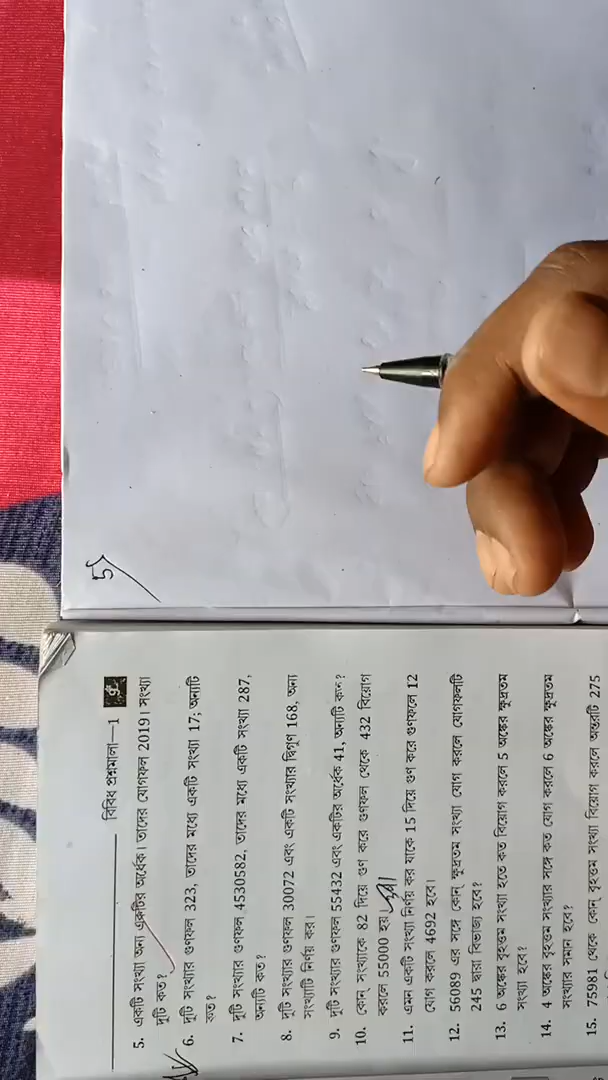 বিবিধ প্রশ্নমালা—1
5. একটি সংখ্যা অন্য একটির অর্ধেক। তাদের যোগফল 2019। সংখ্যা
দুটি কত?
6. দুটি সংখ্যার গুণফল 323, তাদের মধ্যে একটি সংখ্যা 17; অন্যটি
কত?
7. দুটি সংখ্যার গুণফল 4530582, তাদের মধ্যে একটি সংখ্যা 287,
অন্যটি কত?
8. দুটি সংখ্যার গুণফল 30072 এবং একটি সংখ্যার দ্বিগুণ 168, অন্য
সংখ্যাটি নির্ণয় কর।
9. দুটি সংখ্যার গুণফল 55432 এবং একটির অর্ধেক 41, অন্যটি কত?
10. কোন্ সংখ্যাকে 82 দিয়ে গুণ করে গুণফল থেকে 432 বিয়োগ
করলে 55000 হয়
11. এমন একটি সংখ্যা নির্ণয় কর যাকে 15 দিয়ে গুণ করে গুণফলে 12
যোগ করলে 4692 হবে।
12. 56089 এর সঙ্গে কোন্ ক্ষুদ্রতম সংখ্যা যোগ করলে যোগফলটি
245 দ্বারা বিভাজ্য হবে?
13. 6 অঙ্কের বৃহত্তম সংখ্যা হতে কত বিয়োগ করলে 5 অঙ্কের ক্ষুদ্রতম
সংখ্যা হবে?
14. 4 অঙ্কের বৃহত্তম সংখ্যার সঙ্গে কত যোগ করলে 6 অঙ্কের ক্ষুদ্রতম
সংখ্যার সমান হবে?
15. 75981 থেকে কোন্ বৃহত্তম সংখ্যা বিয়োগ করলে অন্তরটি 275
5)